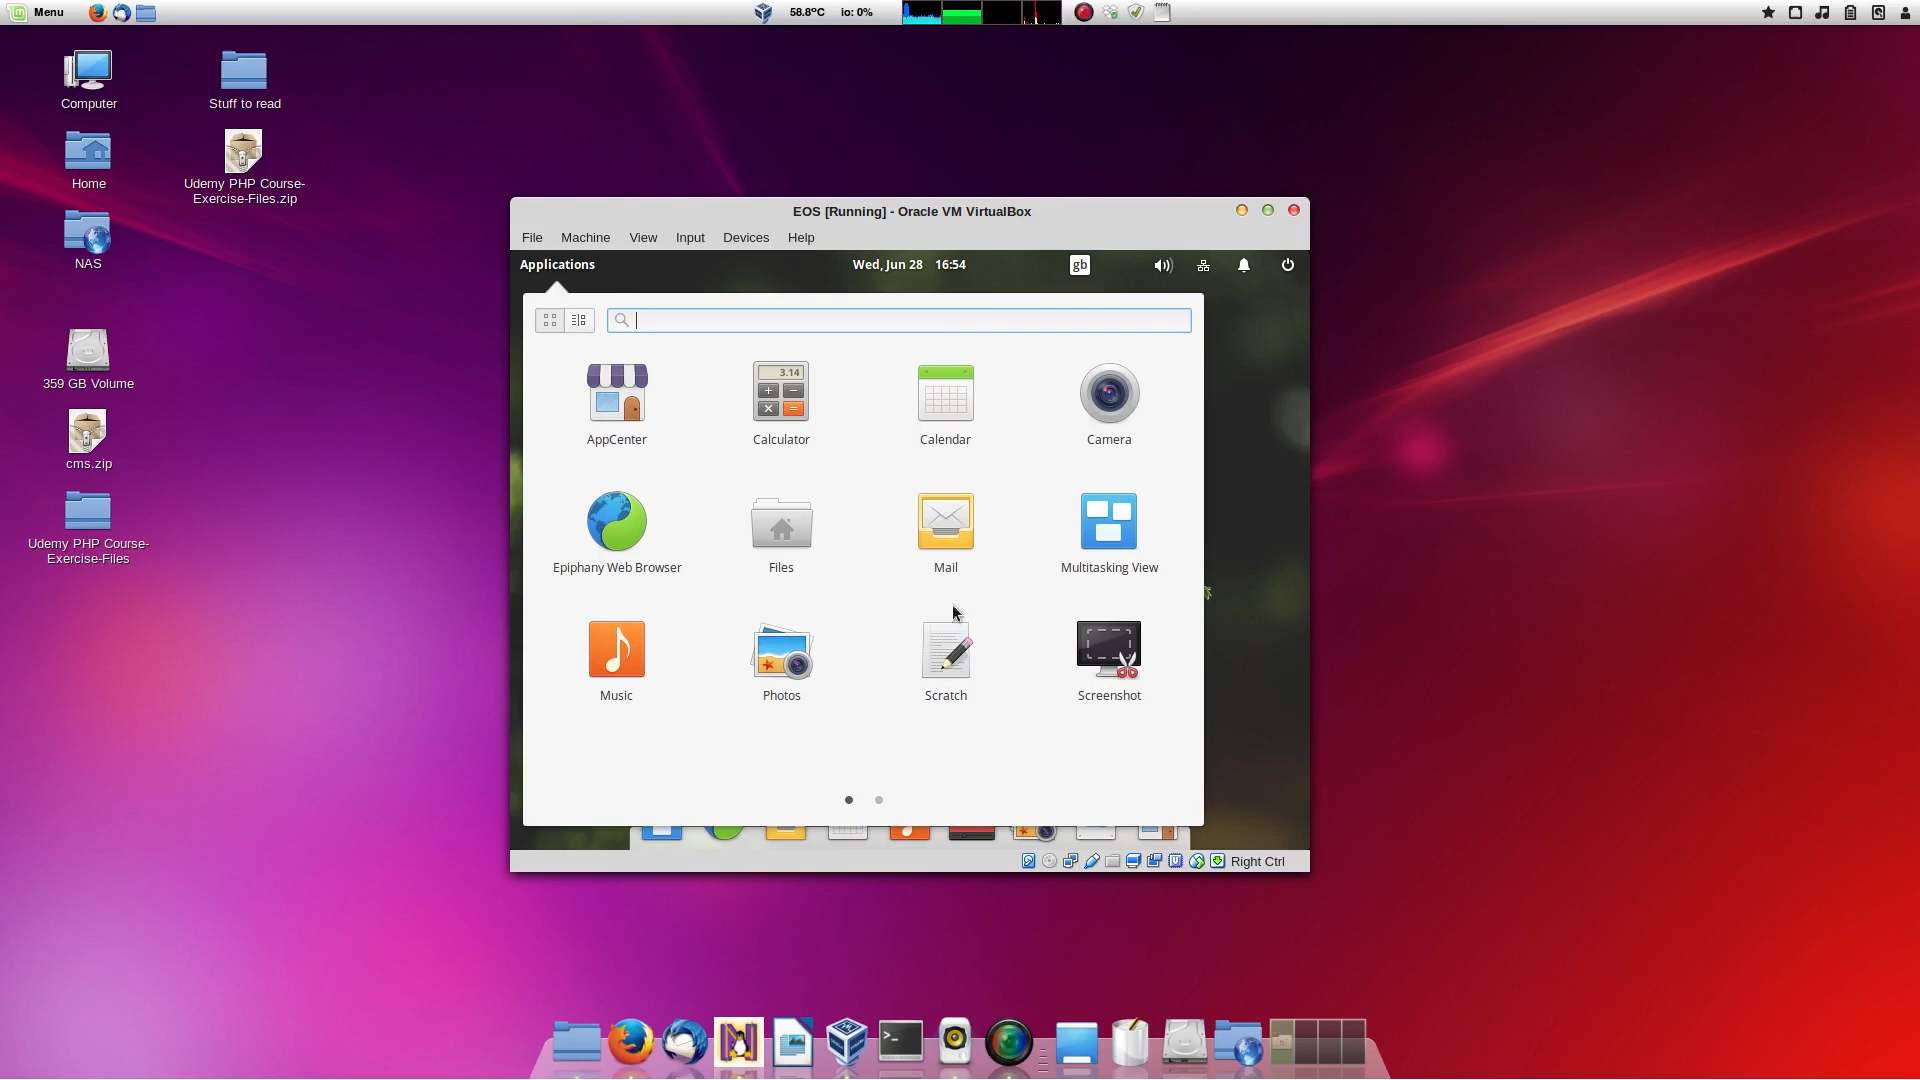 Menu
58.8°C io: 0%
Computer
Stuff to read
Home
Udemy PHP Course-
Exercise-Files.zip
NAS
359 GB Volume
cms.zip
Udemy PHP Course-
Exercise-Files
EOS [Running] - Oracle VM VirtualBox
File Machine View Input Devices Help
Applications
Wed, Jun 28 16:54
gb
3.14
AppCenter Calculator Calendar Camera
Epiphany Web Browser Files Mail Multitasking View
Music Photos Scratch Screenshot
Right Ctrl